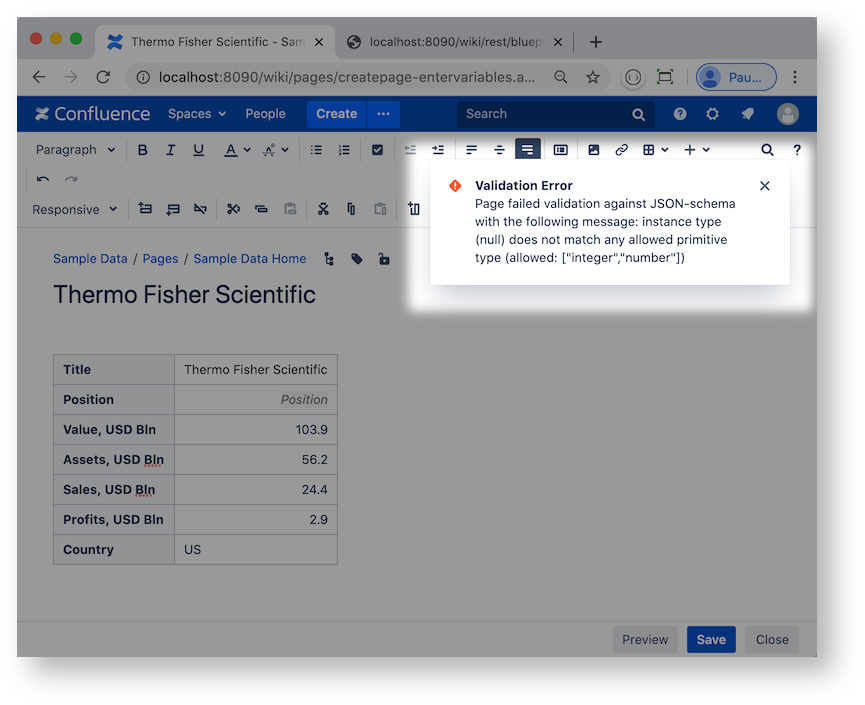 Thermo Fisher Scientific - Sam
localhost:8090/wiki/rest/bluep
localhost:8090/wiki/pages/createpage-entervariables.a...
Pau...
Confluence Spaces People Create ••• Search
Paragraph B I U A ?
Responsive
Validation Error
Page failed validation against JSON-schema
with the following message: instance type
(null) does not match any allowed primitive
type (allowed: ["integer","number"])
Sample Data / Pages / Sample Data Home
Thermo Fisher Scientific
Title Thermo Fisher Scientific
Position Position
Value, USD Bln 103.9
Assets, USD Bln 56.2
Sales, USD Bln 24.4
Profits, USD Bln 2.9
Country US
Preview Save Close